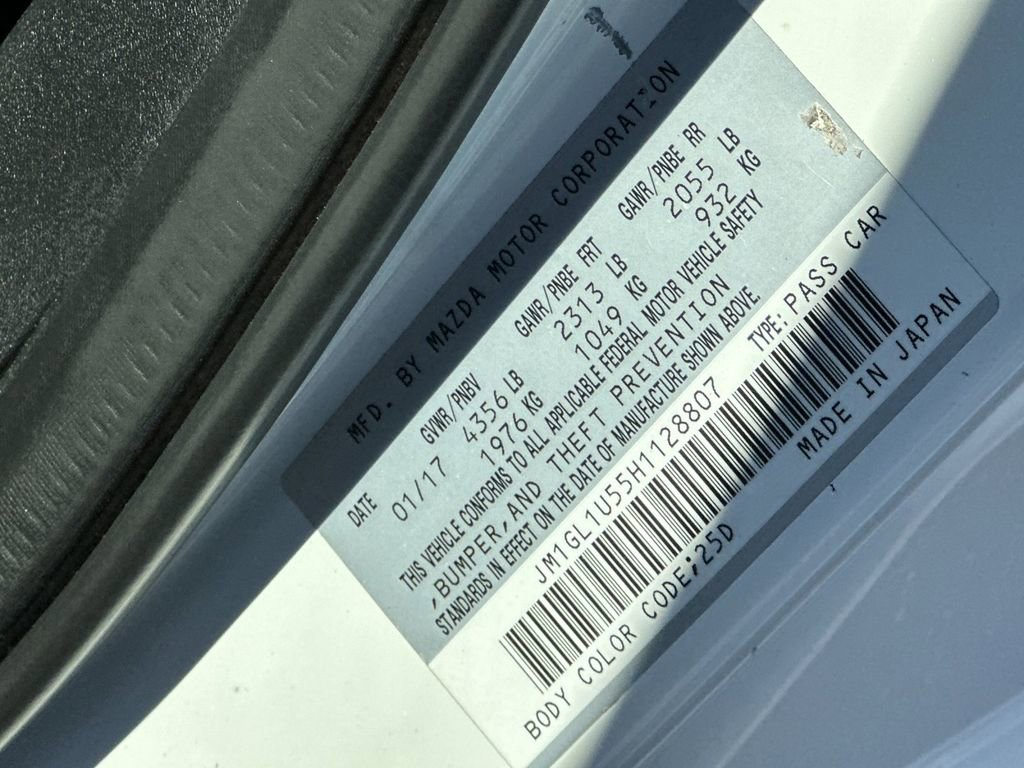 MFD. BY MAZDA MOTOR CORPORATION
DATE GVWR/PNBV GAWR/PNBE FRT GAWR/PNBE RR
01/17 4356 LB 2313 LB 2055 LB
1976 KG 1049 KG 932 KG
THIS VEHICLE CONFORMS TO ALL APPLICABLE FEDERAL MOTOR VEHICLE SAFETY
,BUMPER, AND THEFT PREVENTION
STANDARDS IN EFFECT ON THE DATE OF MANUFACTURE SHOWN ABOVE
JM1GL1U55H1128807 TYPE: PASS CAR
BODY COLOR CODE;25D MADE IN JAPAN